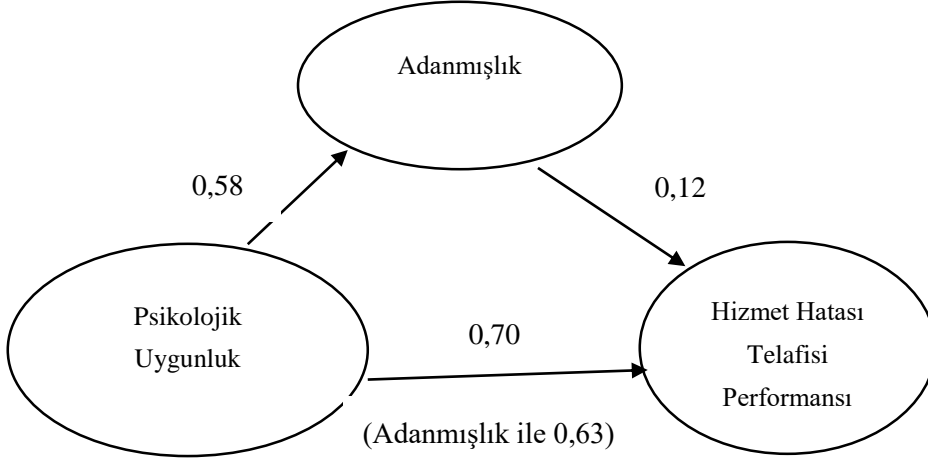 Adanmışlık
0,58
0,12
Psikolojik
Uygunluk
0,70
(Adanmışlık ile 0,63)
Hizmet Hatası
Telafisi
Performansı